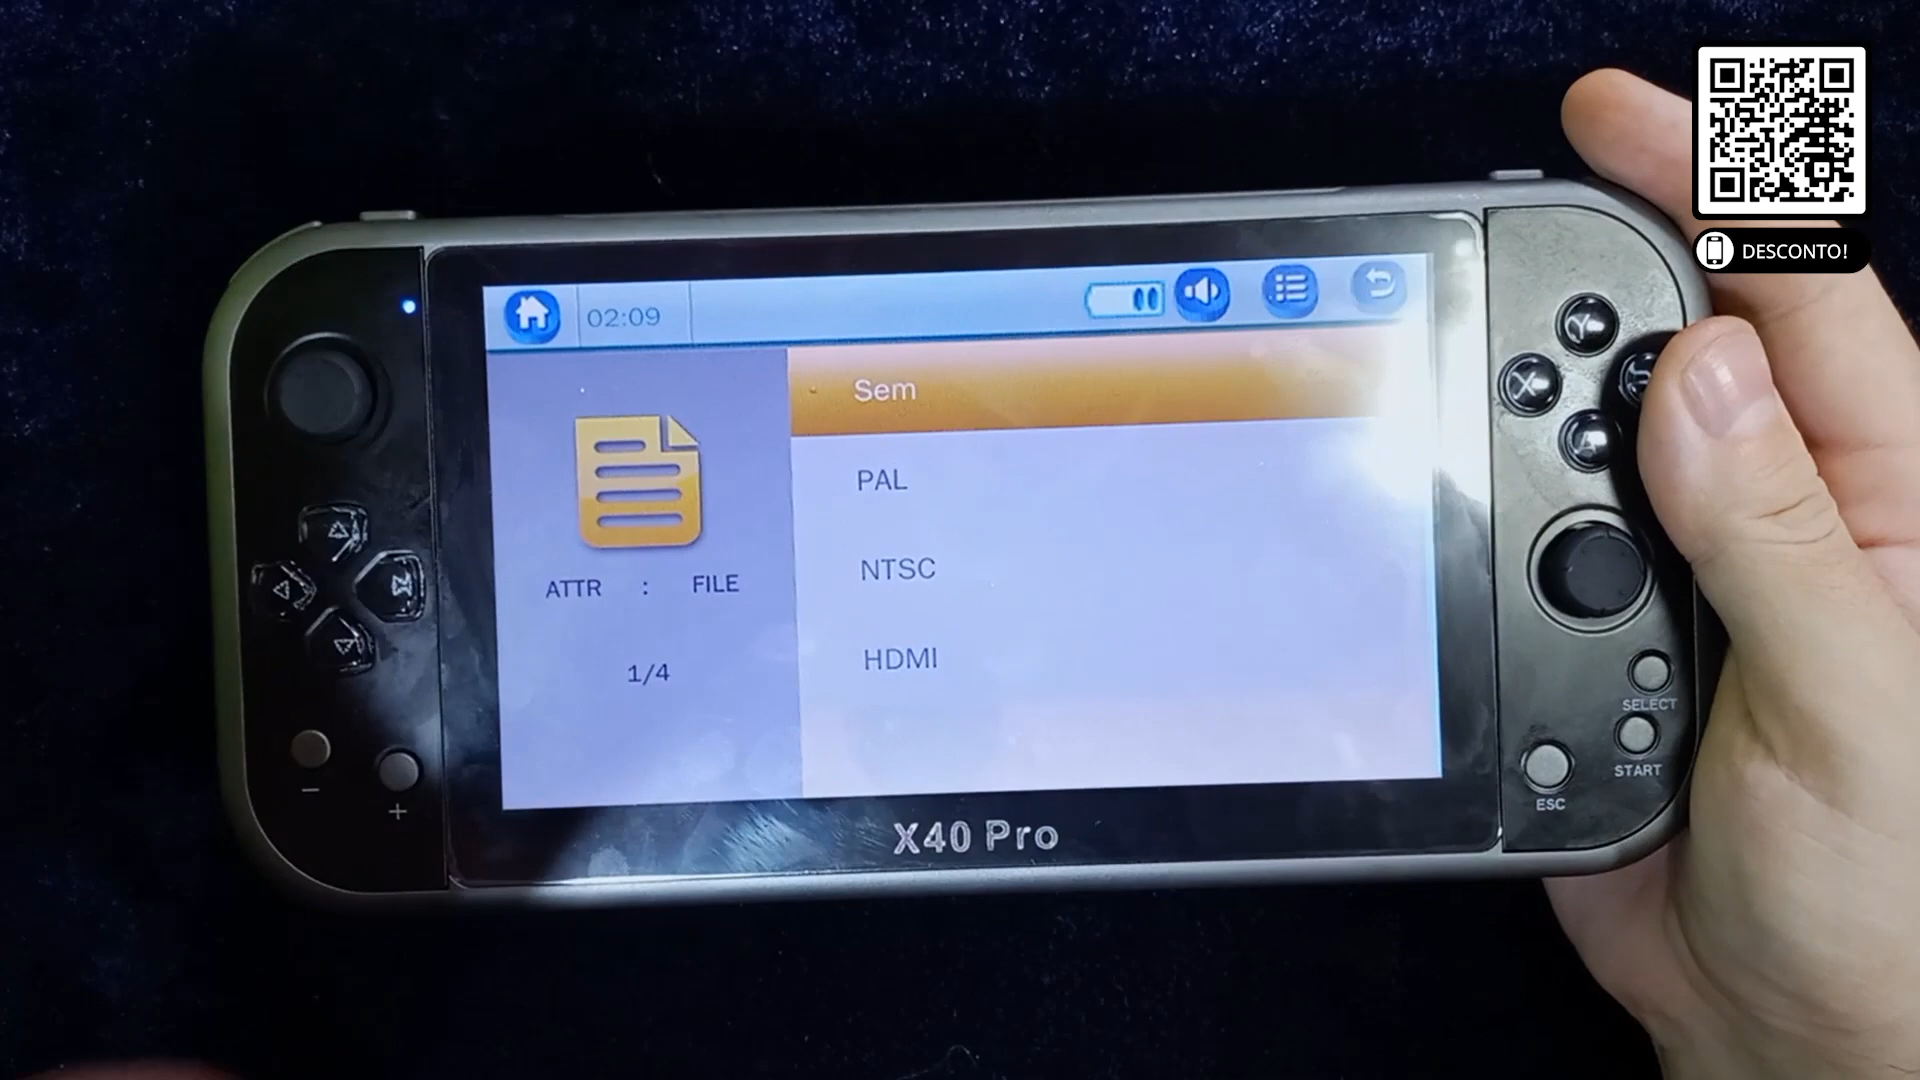 DESCONTO!
02:09
Sem
PAL
NTSC
HDMI
ATTR : FILE
1/4
X40 Pro
Y
X
A
SELECT
START
ESC
−
+